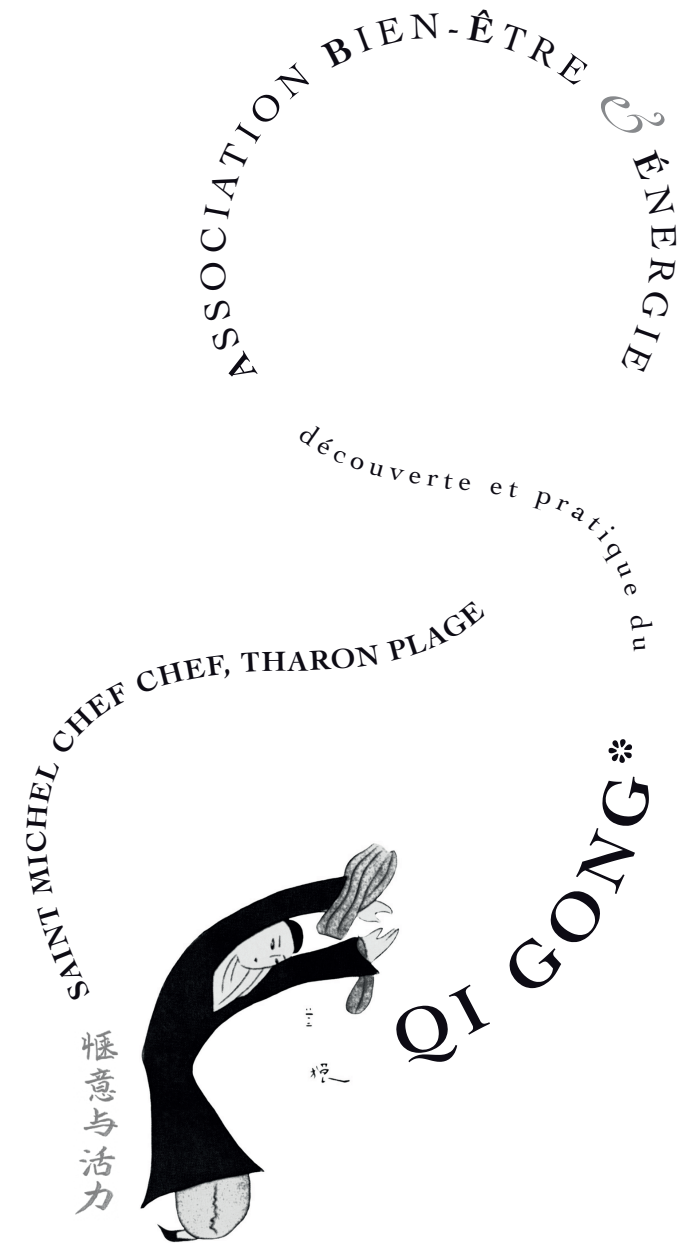 ASSOCIATION BIEN-ÊTRE & ÉNERGIE
découverte et pratique du
QI GONG*
SAINT MICHEL CHEF CHEF, THARON PLAGE
惬意与活力